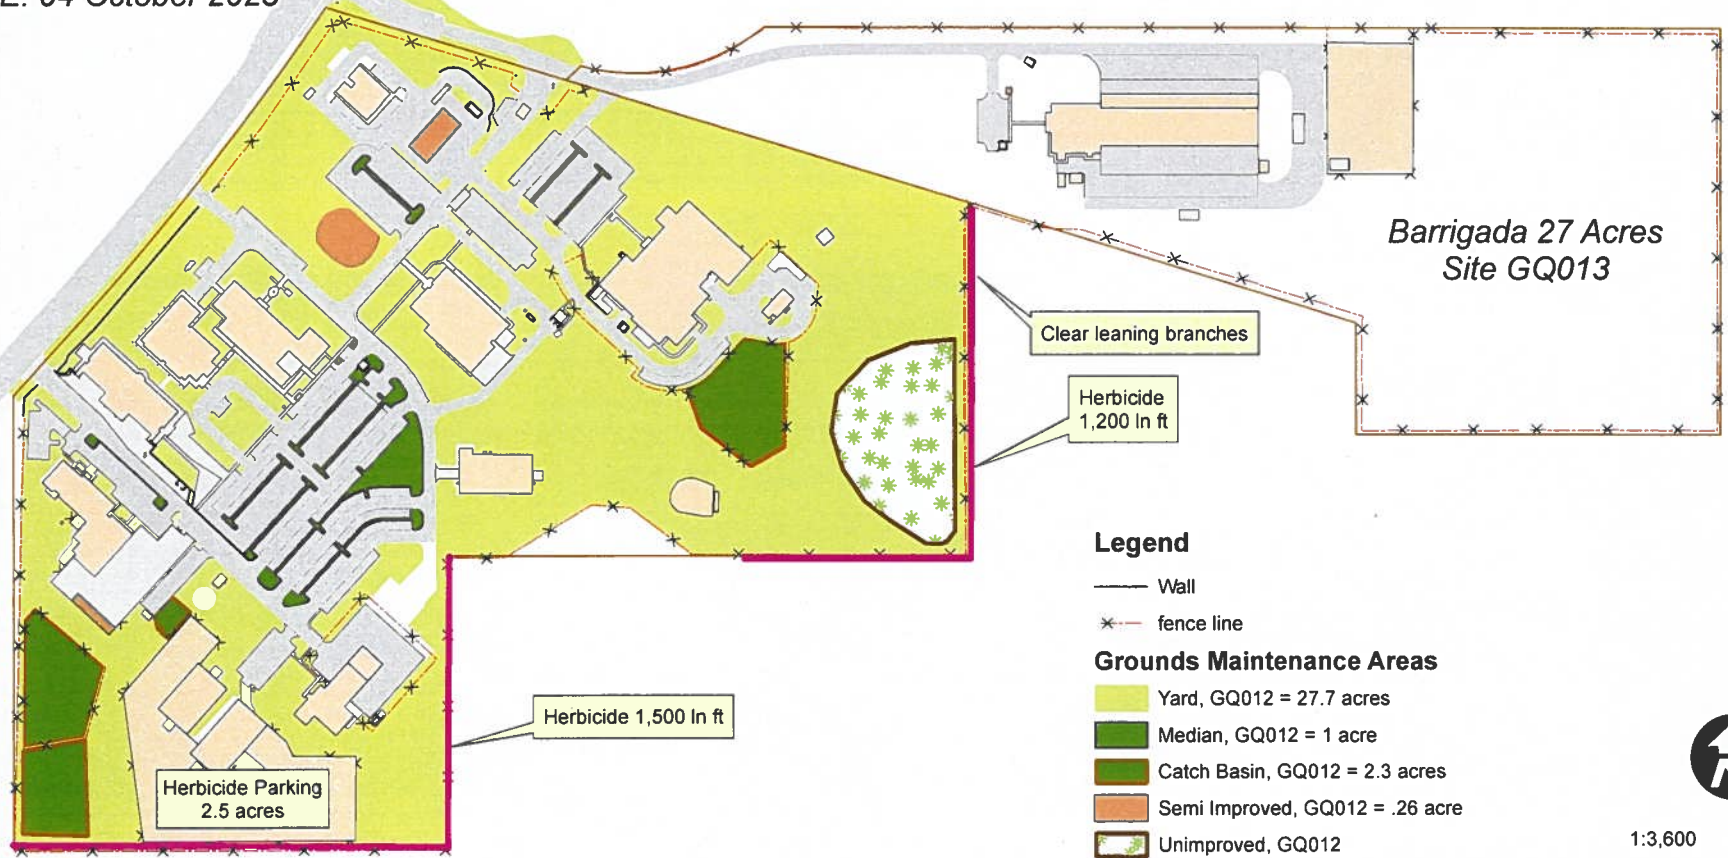 Barrigada 27 Acres
Site GQ013
Clear leaning branches
Herbicide
1,200 ln ft
Herbicide 1,500 ln ft
Herbicide Parking
2.5 acres
Legend
Wall
fence line
Grounds Maintenance Areas
Yard, GQ012 = 27.7 acres
Median, GQ012 = 1 acre
Catch Basin, GQ012 = 2.3 acres
Semi Improved, GQ012 = .26 acre
Unimproved, GQ012
1:3,600